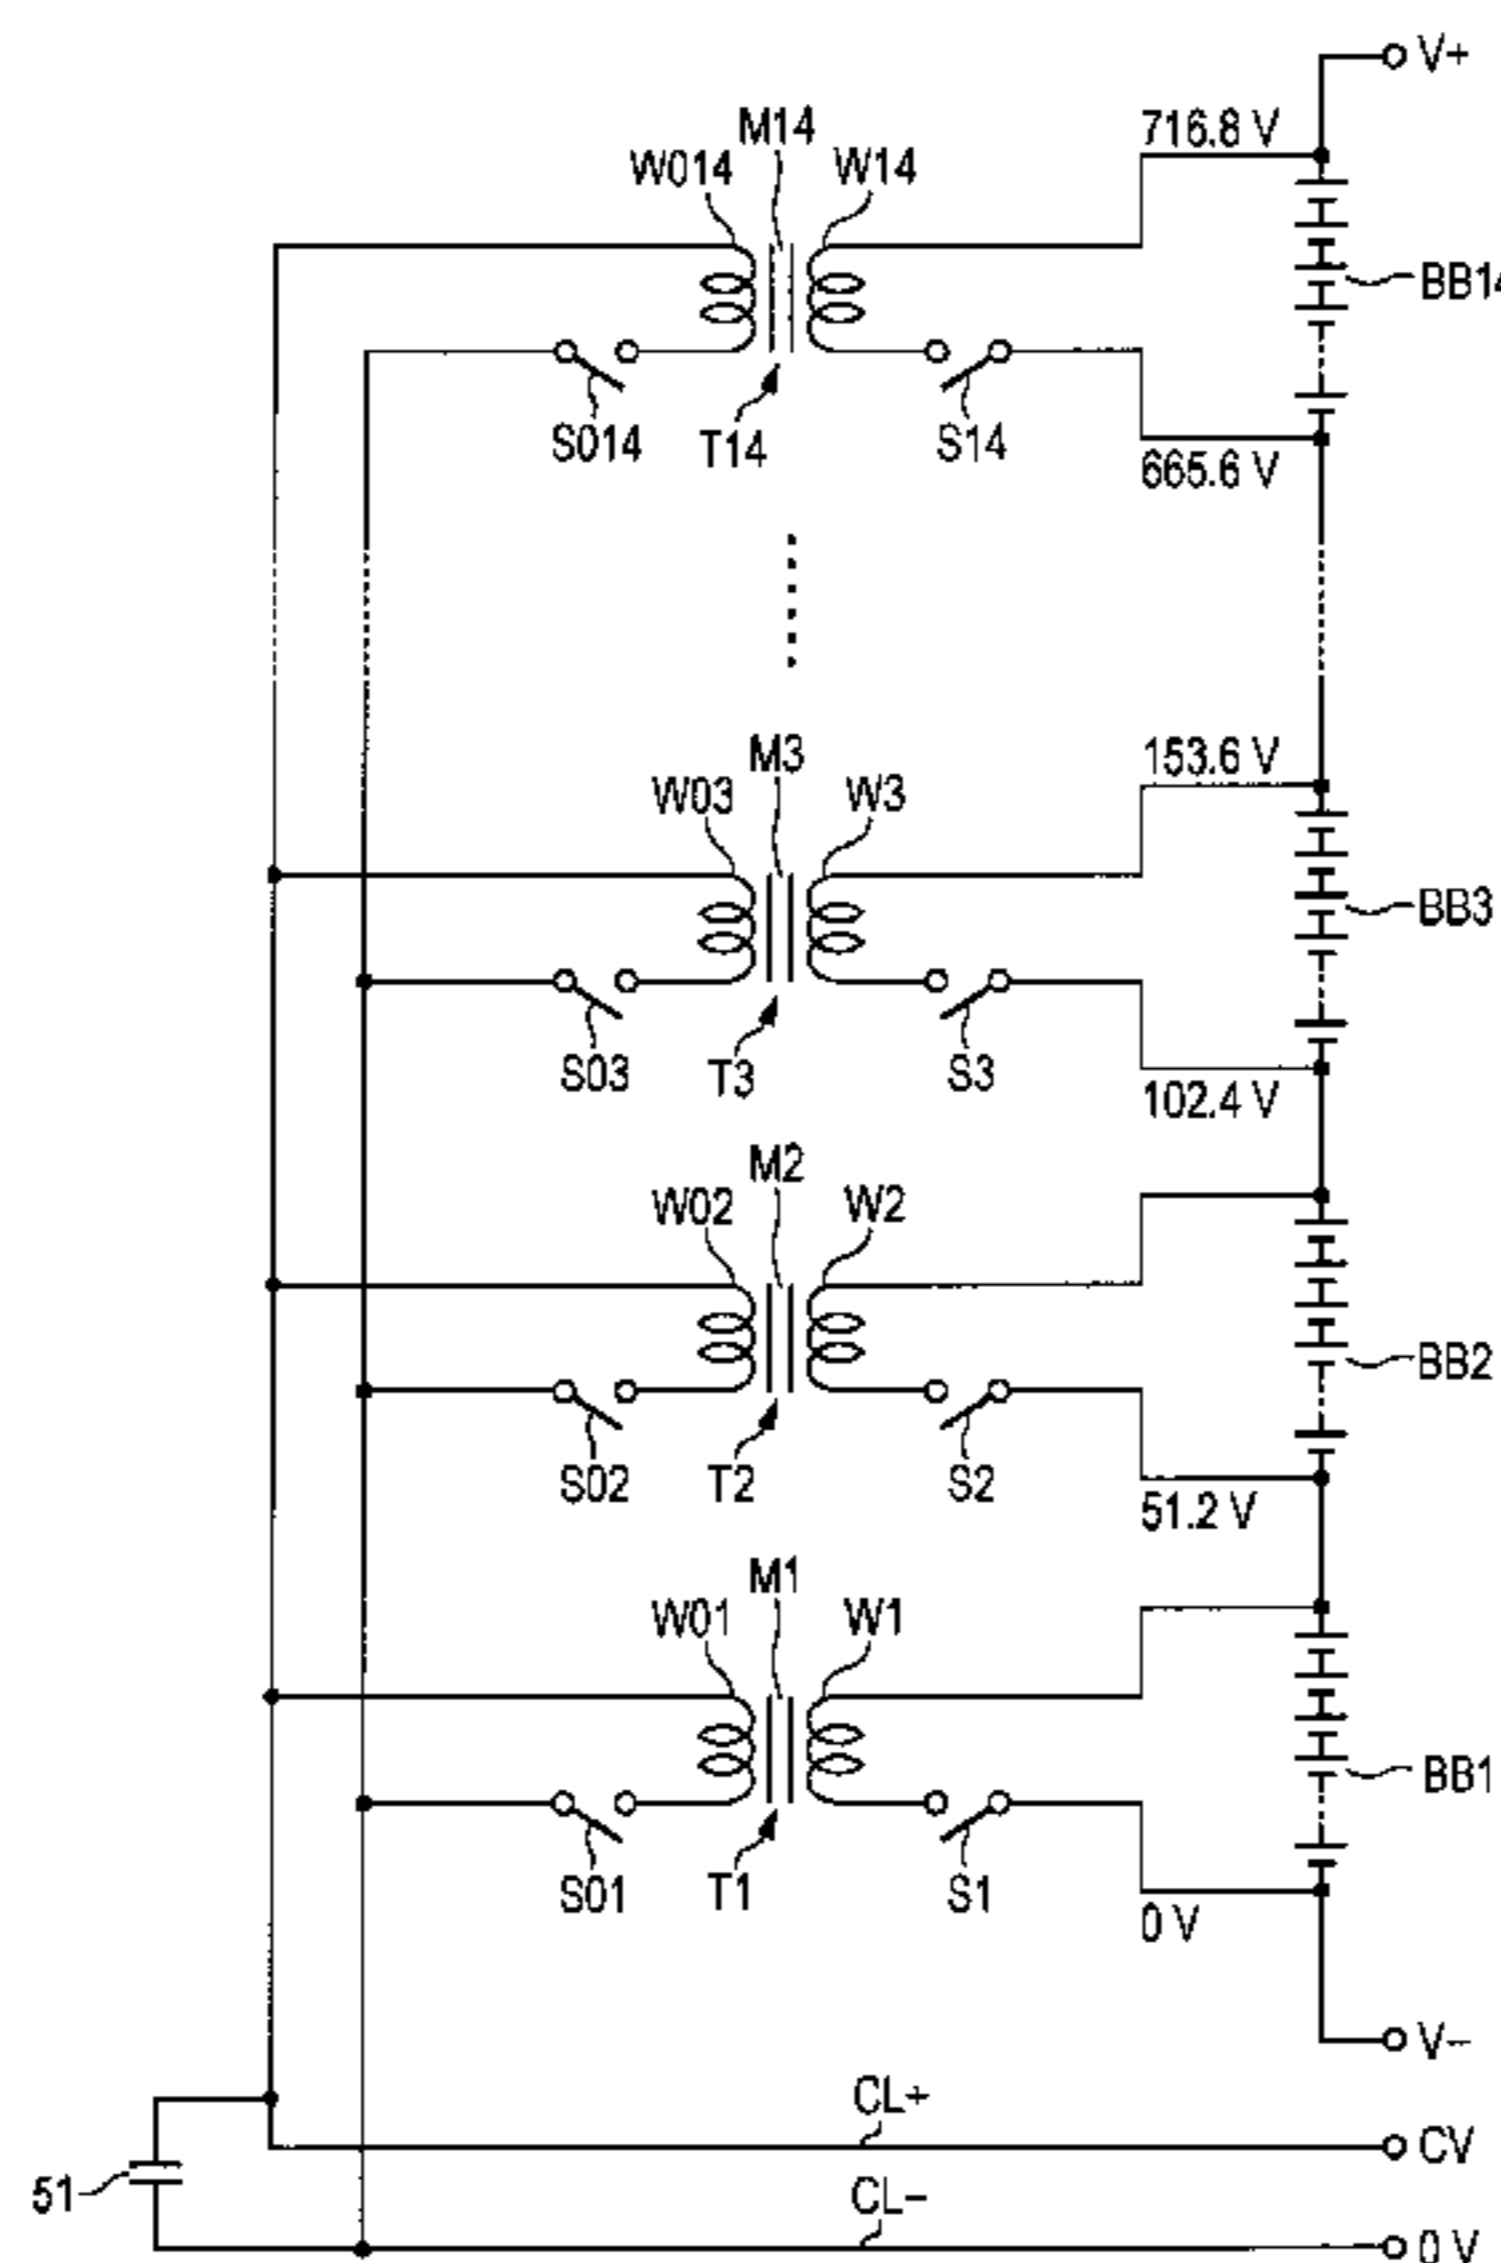 V+
716.8 V
M14
W014
W14
BB14
S014
T14
S14
665.6 V
153.6 V
M3
W03
W3
BB3
S03
T3
S3
102.4 V
M2
W02
W2
BB2
S02
T2
S2
51.2 V
M1
W01
W1
BB1
S01
T1
S1
0 V
V−
CL+
CV
51
CL−
0 V